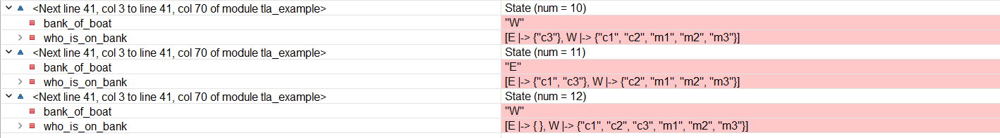 <Next line 41, col 3 to line 41, col 70 of module tla_example> State (num = 10)
bank_of_boat "W"
who_is_on_bank [E |-> {"c3"}, W |-> {"c1", "c2", "m1", "m2", "m3"}]
<Next line 41, col 3 to line 41, col 70 of module tla_example> State (num = 11)
bank_of_boat "E"
who_is_on_bank [E |-> {"c1", "c3"}, W |-> {"c2", "m1", "m2", "m3"}]
<Next line 41, col 3 to line 41, col 70 of module tla_example> State (num = 12)
bank_of_boat "W"
who_is_on_bank [E |-> { }, W |-> {"c1", "c2", "c3", "m1", "m2", "m3"}]